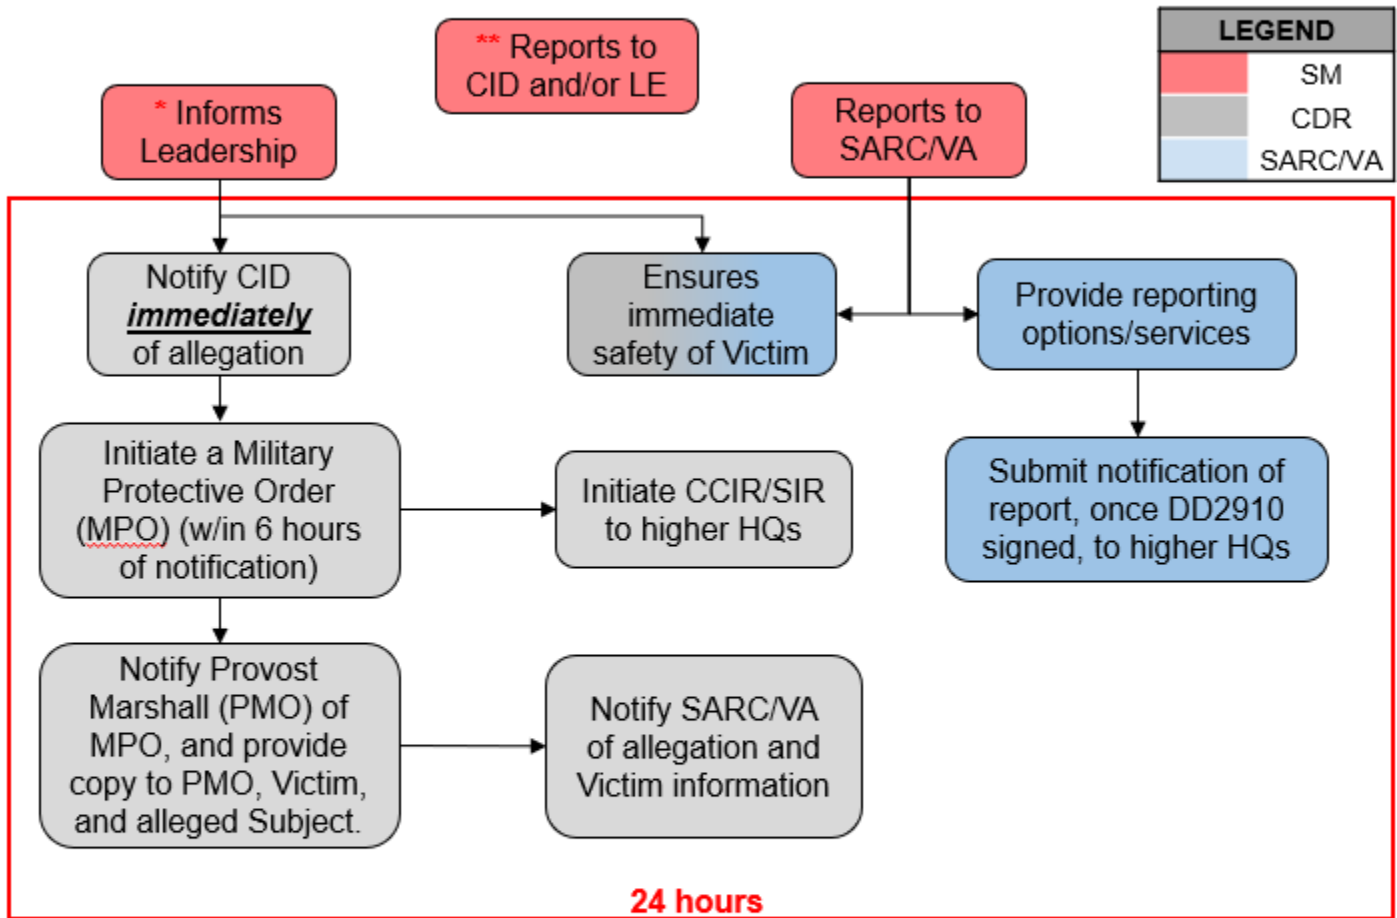 ** Reports to
CID and/or LE
* Informs
Leadership
Reports to
SARC/VA
LEGEND
SM
CDR
SARC/VA
Notify CID
immediately
of allegation
Ensures
immediate
safety of Victim
Provide reporting
options/services
Initiate a Military
Protective Order
(MPO) (w/in 6 hours
of notification)
Initiate CCIR/SIR
to higher HQs
Submit notification of
report, once DD2910
signed, to higher HQs
Notify Provost
Marshall (PMO) of
MPO, and provide
copy to PMO, Victim,
and alleged Subject.
Notify SARC/VA
of allegation and
Victim information
24 hours